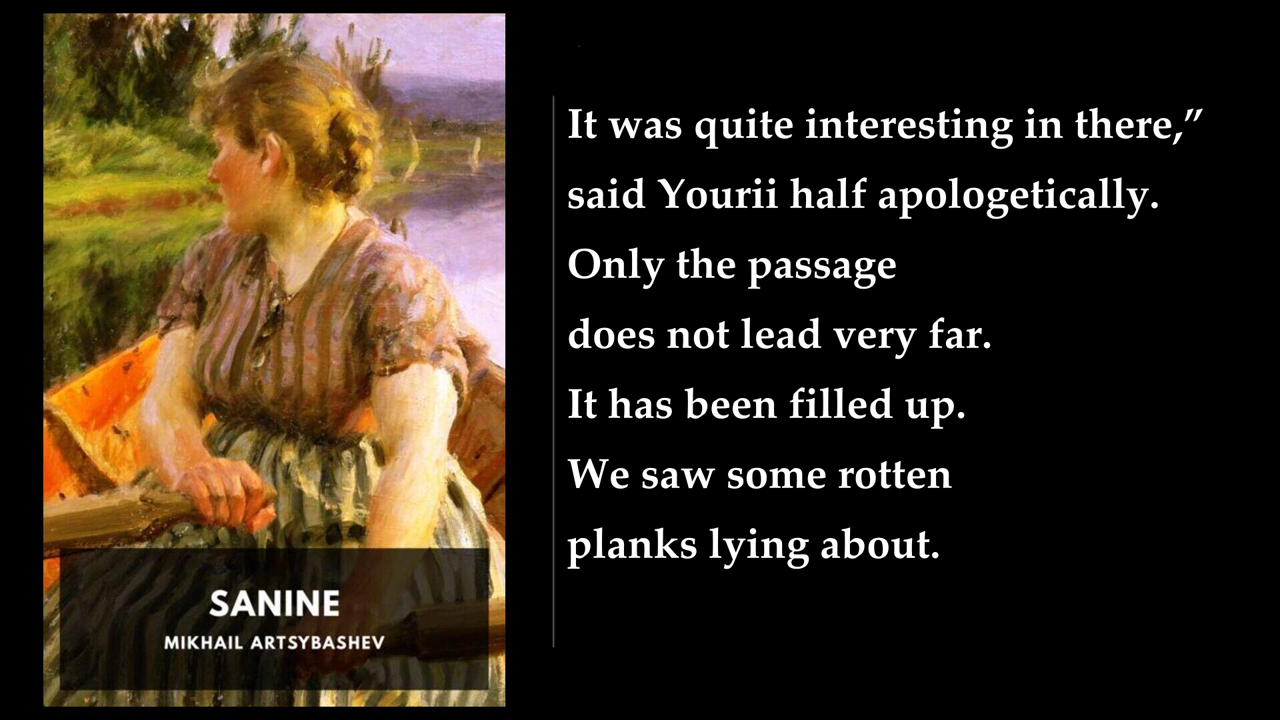 SANINE
MIKHAIL ARTSYBASHEV
It was quite interesting in there,”
said Yourii half apologetically.
Only the passage
does not lead very far.
It has been filled up.
We saw some rotten
planks lying about.